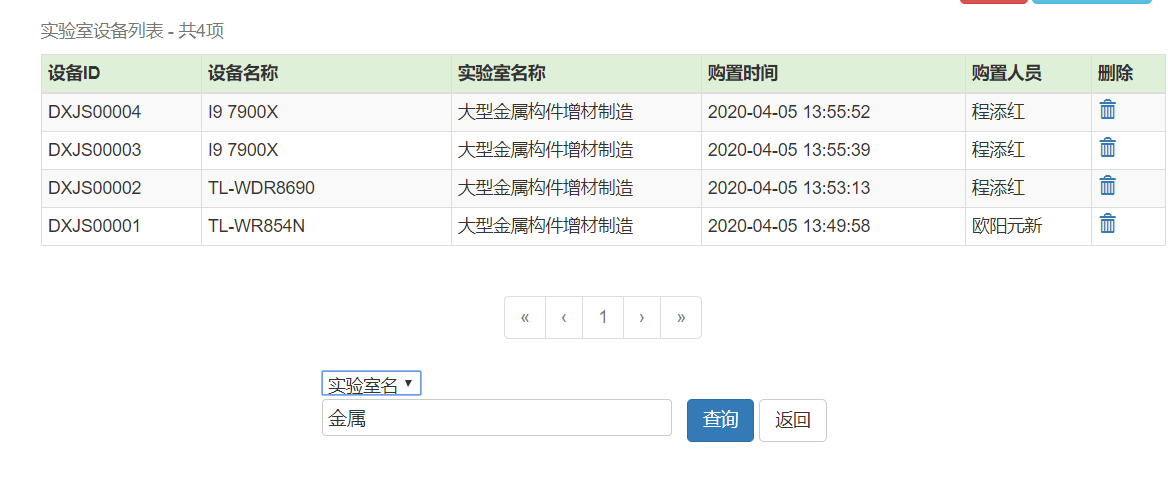 实验室设备列表 - 共4项
设备ID 设备名称 实验室名称 购置时间 购置人员 删除
DXJS00004 I9 7900X 大型金属构件增材制造 2020-04-05 13:55:52 程添红
DXJS00003 I9 7900X 大型金属构件增材制造 2020-04-05 13:55:39 程添红
DXJS00002 TL-WDR8690 大型金属构件增材制造 2020-04-05 13:53:13 程添红
DXJS00001 TL-WR854N 大型金属构件增材制造 2020-04-05 13:49:58 欧阳元新
« ‹ 1 › »
实验室名
金属 查询 返回